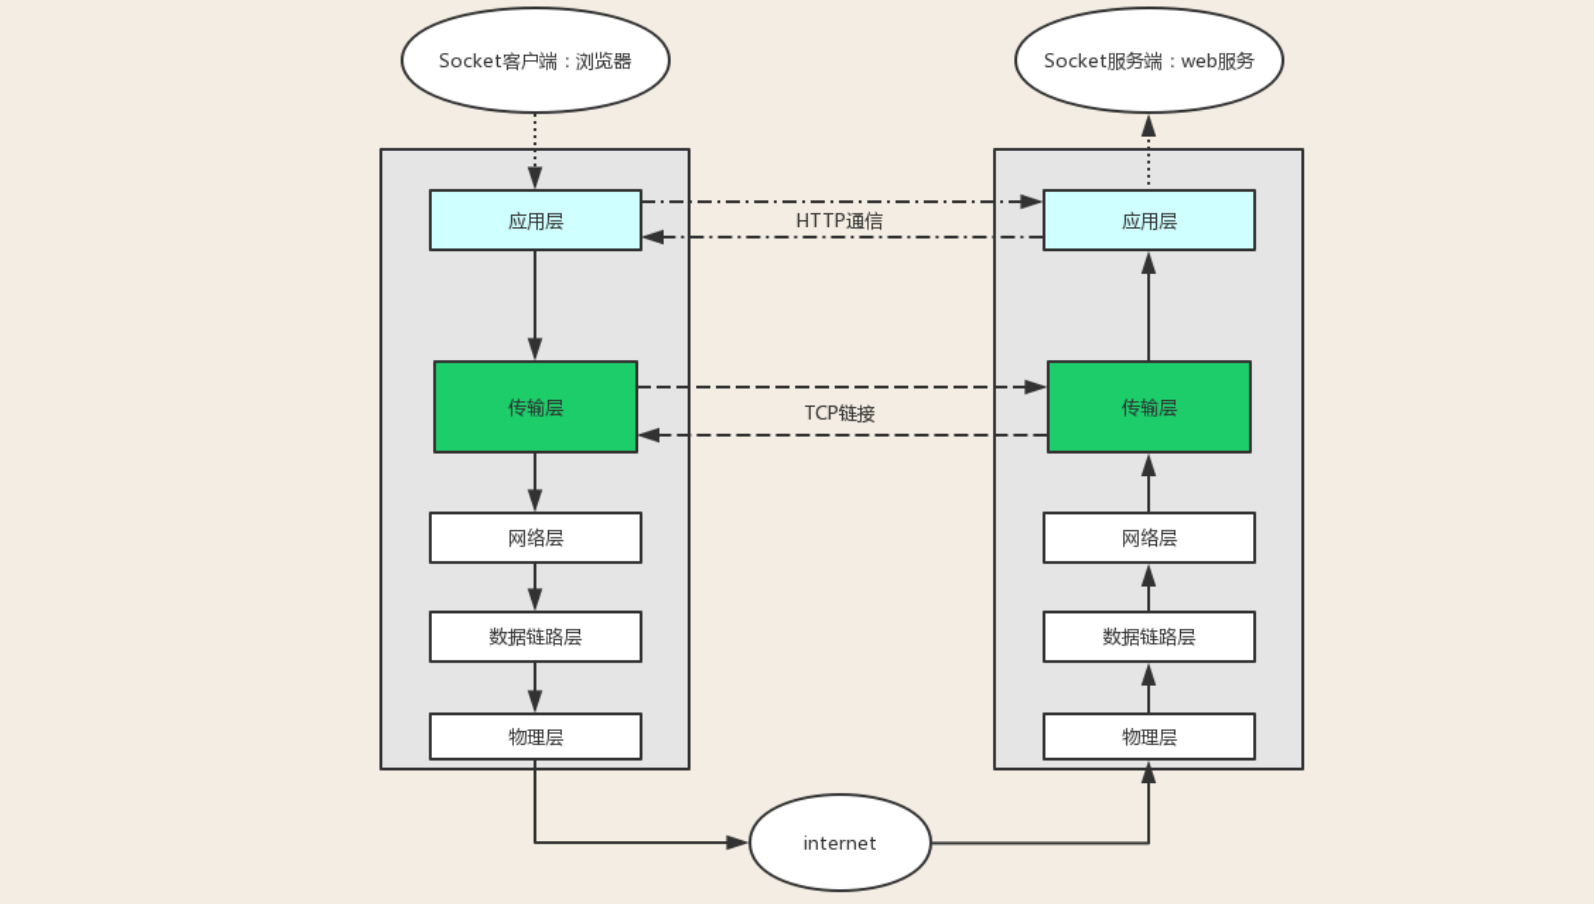 Socket客户端：浏览器
Socket服务端：web服务
应用层
HTTP通信
应用层
传输层
TCP链接
传输层
网络层
网络层
数据链路层
数据链路层
物理层
物理层
internet